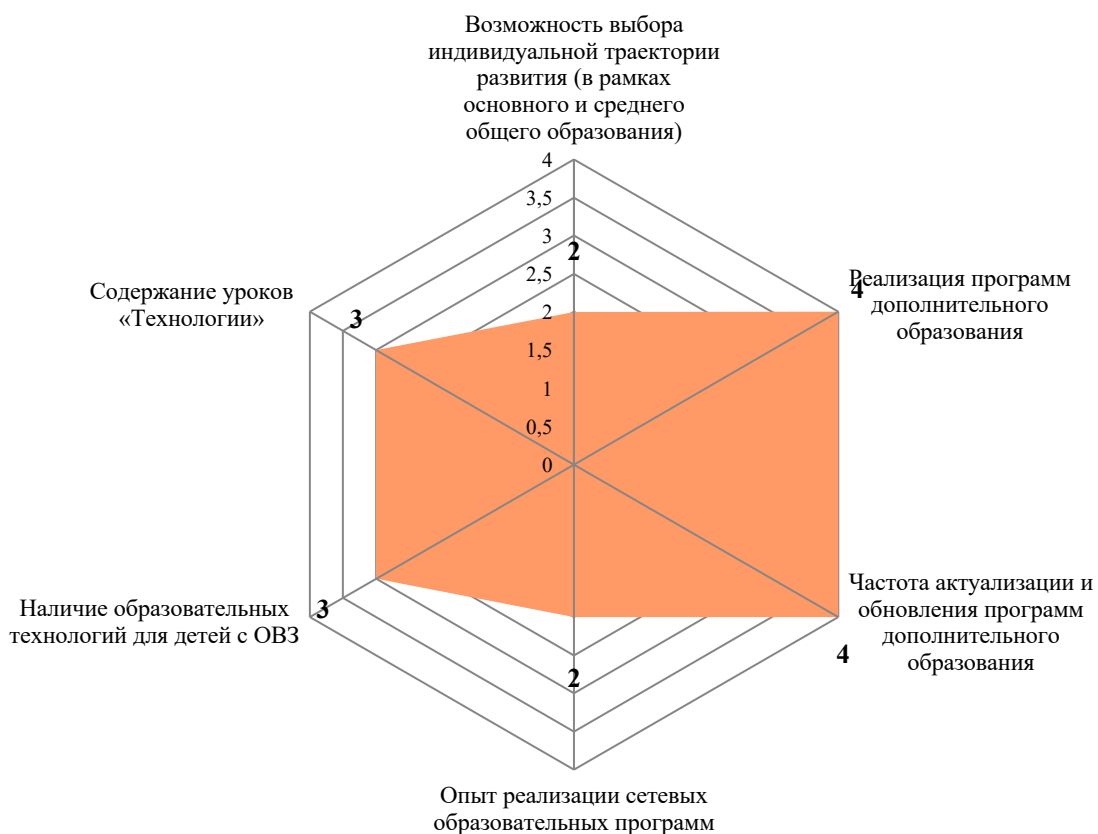 Возможность выбора
индивидуальной траектории
развития (в рамках
основного и среднего
общего образования)
4
3,5
3
2,5
2
1,5
1
0,5
0
2
Реализация программ
дополнительного
образования
4
Частота актуализации и
обновления программ
дополнительного
образования
4
Опыт реализации сетевых
образовательных программ
2
Наличие образовательных
технологий для детей с ОВЗ
3
Содержание уроков
«Технологии»
3